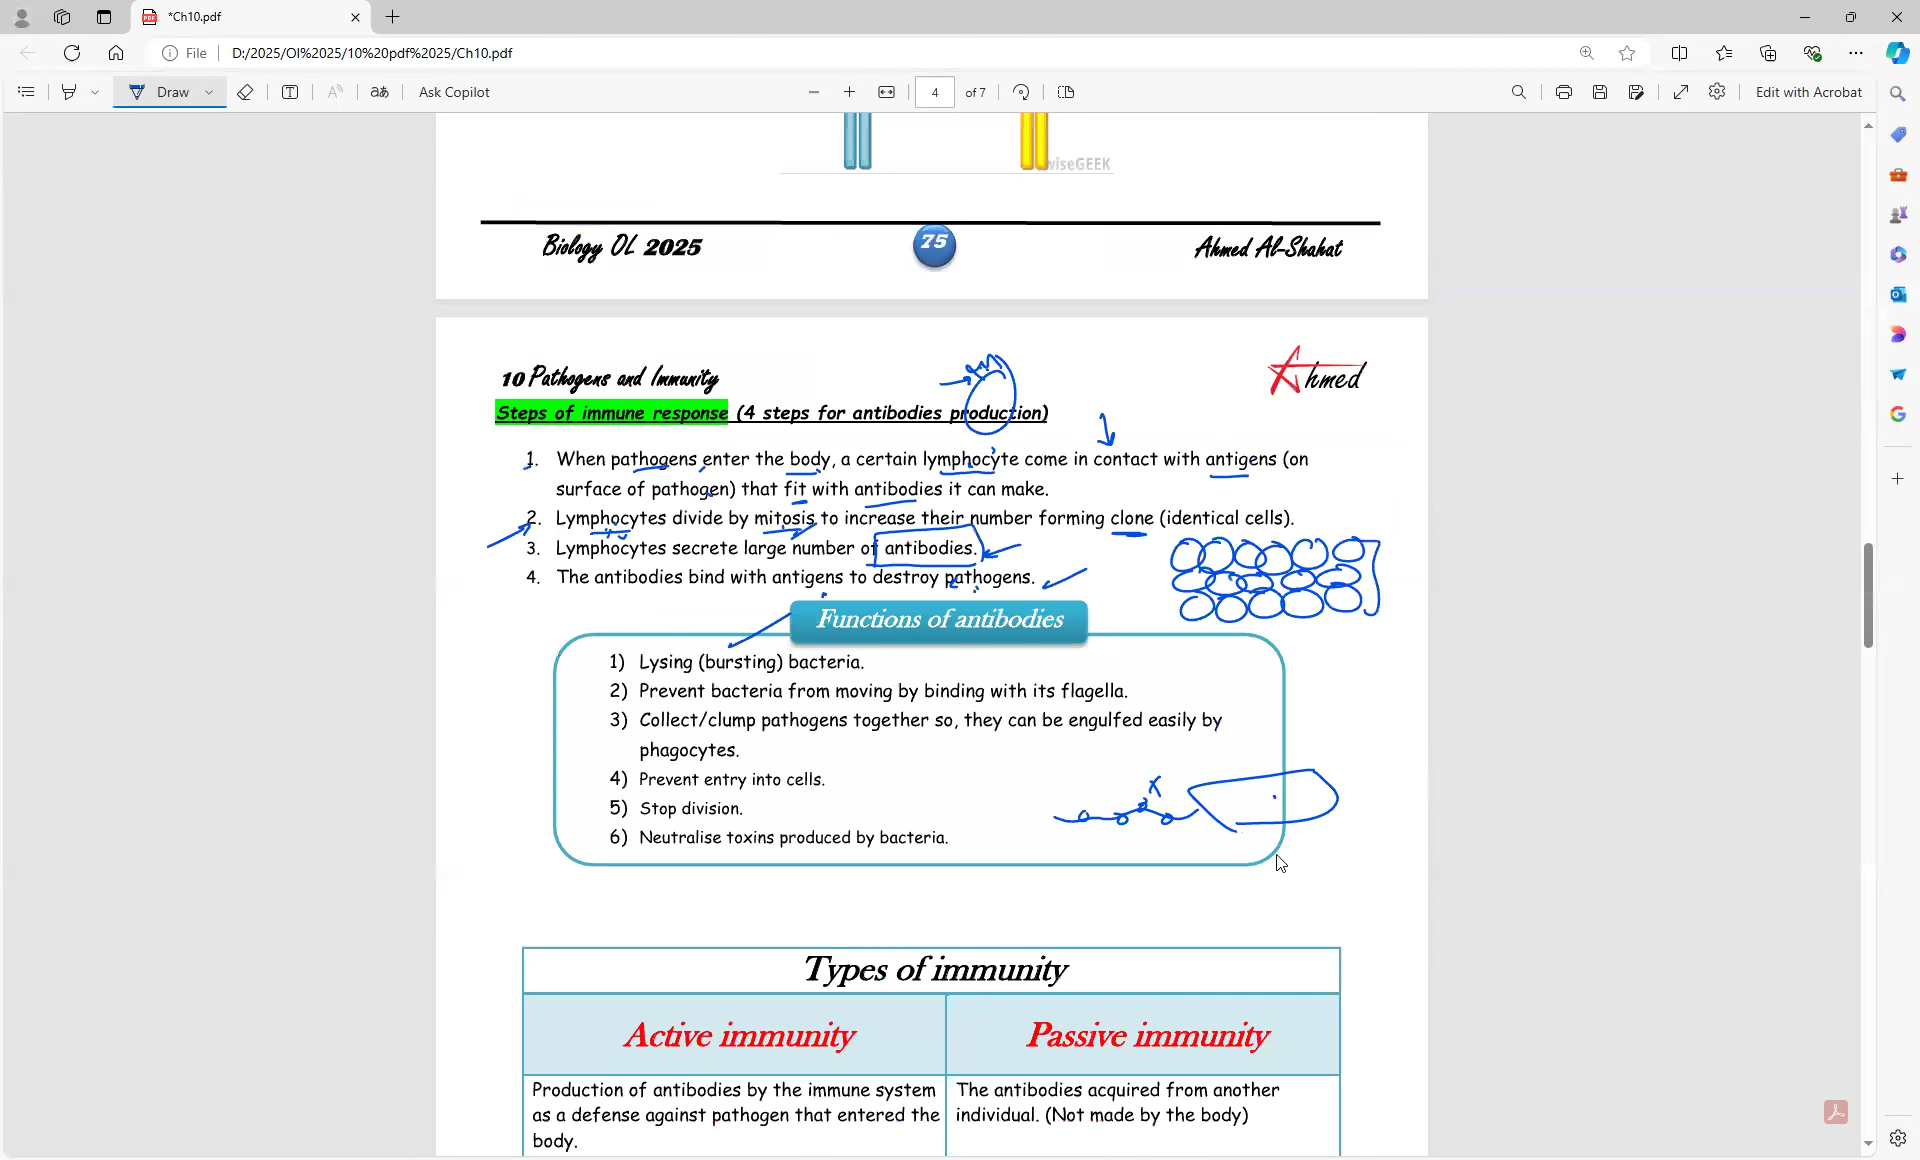 *Ch10.pdf
File D:/2025/Ol%2025/10%20pdf%2025/Ch10.pdf
Draw
aあ
Ask Copilot
4 of 7
Edit with Acrobat
wiseGEEK
Biology OL 2025
75
Ahmed Al-Shahat
10 Pathogens and Immunity
Ahmed
Steps of immune response (4 steps for antibodies production)
1. When pathogens enter the body, a certain lymphocyte come in contact with antigens (on
surface of pathogen) that fit with antibodies it can make.
2. Lymphocytes divide by mitosis to increase their number forming clone (identical cells).
3. Lymphocytes secrete large number of antibodies.
4. The antibodies bind with antigens to destroy pathogens.
Functions of antibodies
1) Lysing (bursting) bacteria.
2) Prevent bacteria from moving by binding with its flagella.
3) Collect/clump pathogens together so, they can be engulfed easily by
phagocytes.
4) Prevent entry into cells.
5) Stop division.
6) Neutralise toxins produced by bacteria.
X
Types of immunity
Active immunity
Passive immunity
Production of antibodies by the immune system
as a defense against pathogen that entered the
body.
The antibodies acquired from another
individual. (Not made by the body)